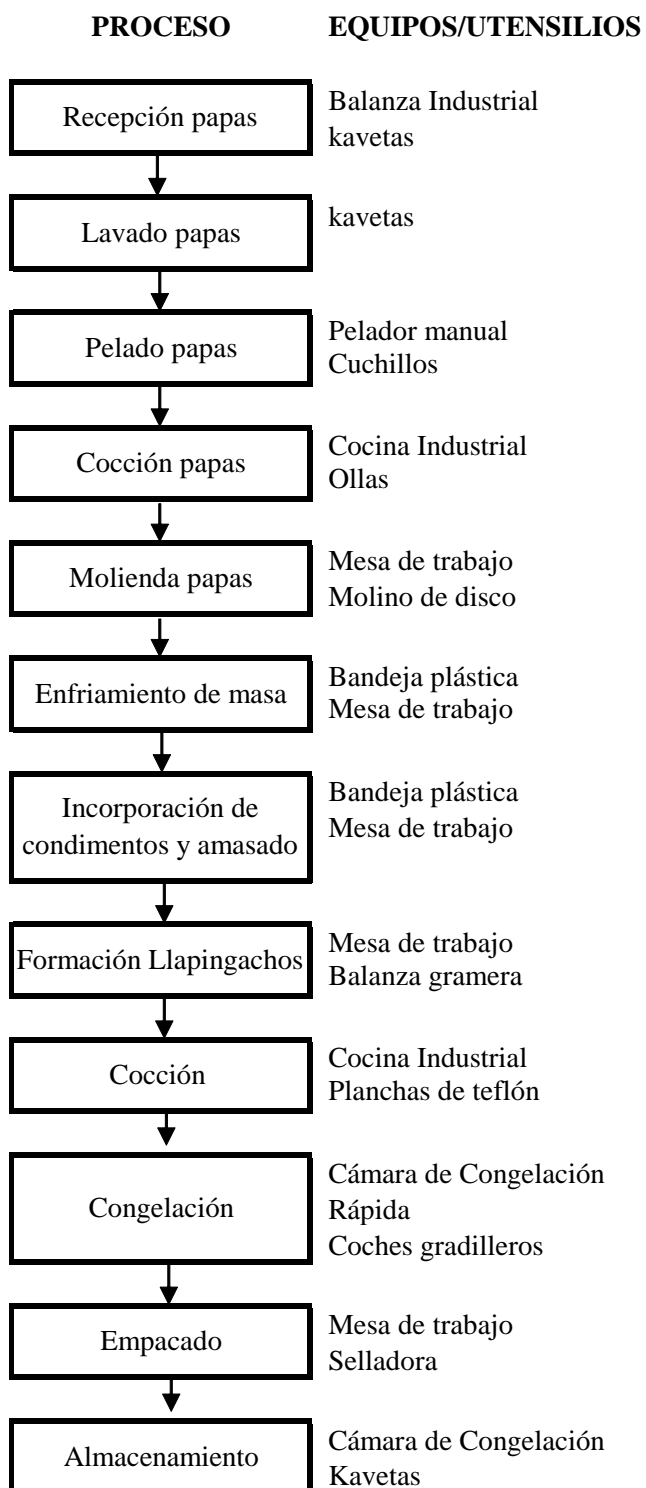 PROCESO EQUIPOS/UTENSILIOS
Recepción papas
Balanza Industrial
kavetas
Lavado papas
kavetas
Pelado papas
Pelador manual
Cuchillos
Cocción papas
Cocina Industrial
Ollas
Molienda papas
Mesa de trabajo
Molino de disco
Enfriamiento de masa
Bandeja plástica
Mesa de trabajo
Incorporación de
condimentos y amasado
Bandeja plástica
Mesa de trabajo
Formación Llapingachos
Mesa de trabajo
Balanza gramera
Cocción
Cocina Industrial
Planchas de teflón
Congelación
Cámara de Congelación
Rápida
Coches gradilleros
Empacado
Mesa de trabajo
Selladora
Almacenamiento
Cámara de Congelación
Kavetas